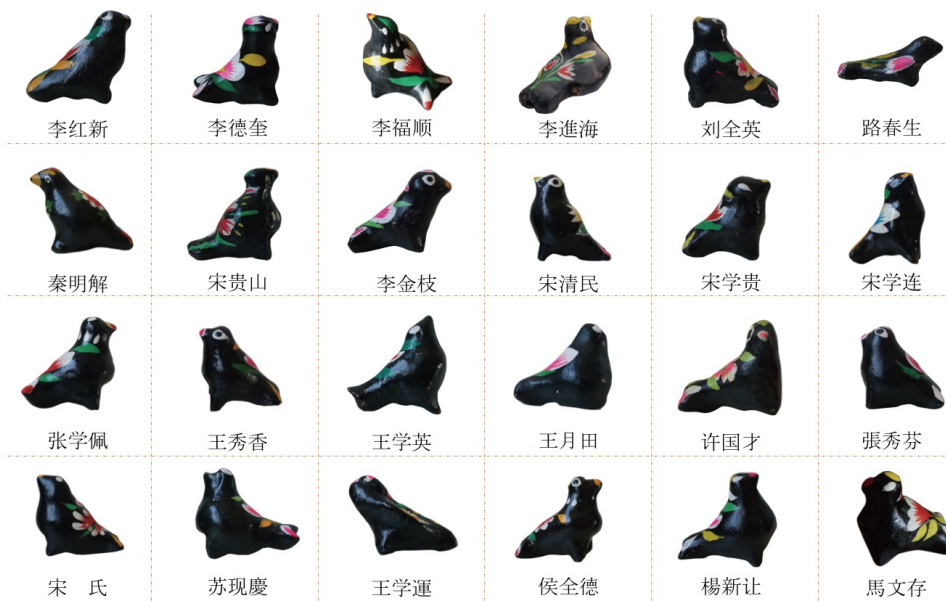 李红新 李德奎 李福顺 李進海 刘全英 路春生
秦明解 宋贵山 李金枝 宋清民 宋学贵 宋学连
张学佩 王秀香 王学英 王月田 许国才 張秀芬
宋 氏 苏现慶 王学運 侯全德 楊新让 馬文存